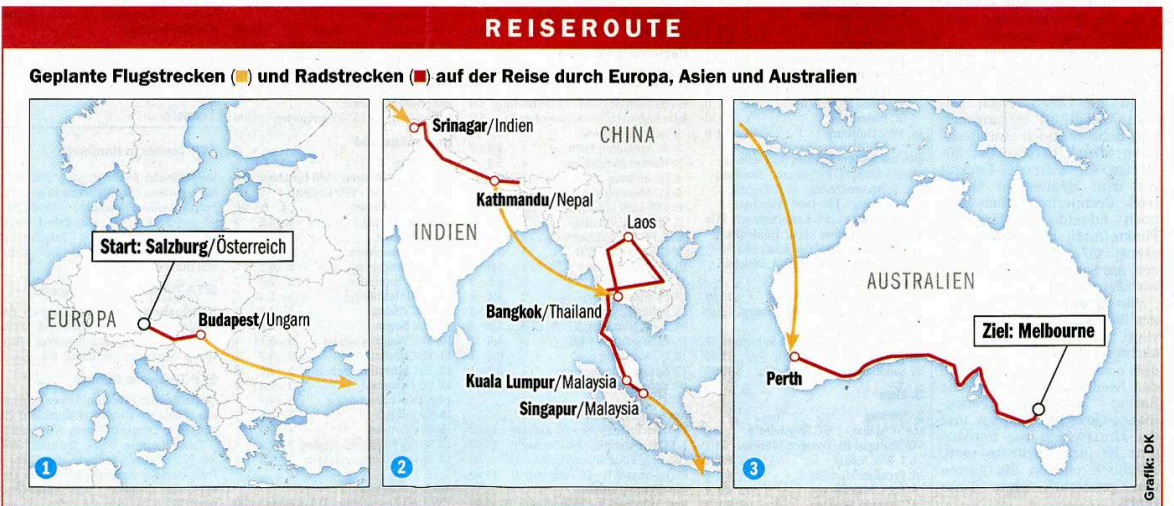 REISEROUTE
Geplante Flugstrecken (■) und Radstrecken (■) auf der Reise durch Europa, Asien und Australien
Start: Salzburg/Österreich
EUROPA
Budapest/Ungarn
1
Srinagar/Indien
CHINA
Kathmandu/Nepal
INDIEN
Laos
Bangkok/Thailand
Kuala Lumpur/Malaysia
Singapur/Malaysia
2
AUSTRALIEN
Ziel: Melbourne
Perth
3
Grafik: DK